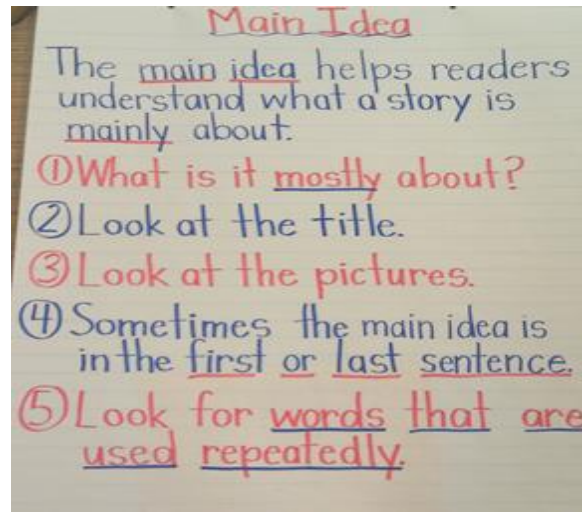 Main Idea
The main idea helps readers
understand what a story is
mainly about.
①What is it mostly about?
②Look at the title.
③Look at the pictures.
④Sometimes the main idea is
in the first or last sentence.
⑤Look for words that are
used repeatedly.